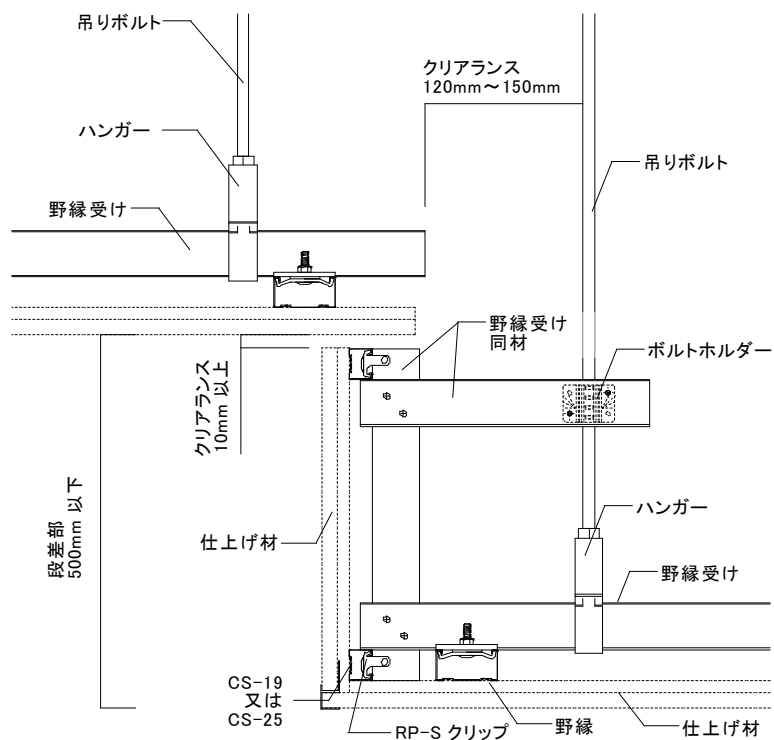 吊りボルト
クリアランス
120mm～150mm
ハンガー
吊りボルト
野縁受け
野縁受け
同材
ボルトホルダー
クリアランス
10mm 以上
段差部
500mm 以下
仕上げ材
ハンガー
野縁受け
CS-19
又は
CS-25
RP-S クリップ
野縁
仕上げ材